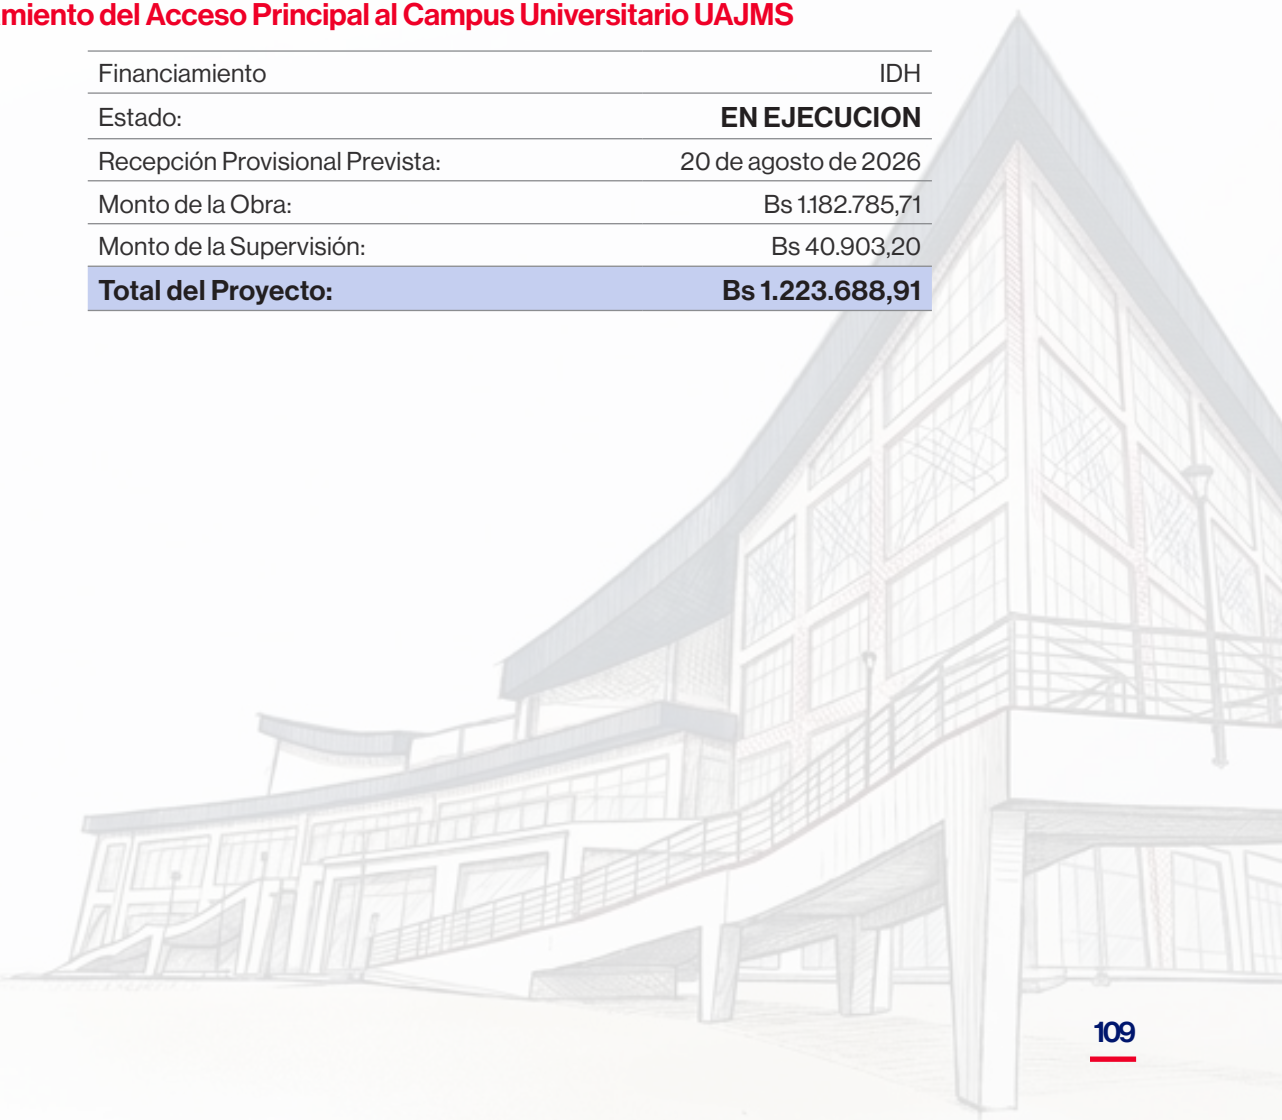 miento del Acceso Principal al Campus Universitario UAJMS
Financiamiento IDH
Estado: EN EJECUCION
Recepción Provisional Prevista: 20 de agosto de 2026
Monto de la Obra: Bs 1.182.785,71
Monto de la Supervisión: Bs 40.903,20
Total del Proyecto: Bs 1.223.688,91
109